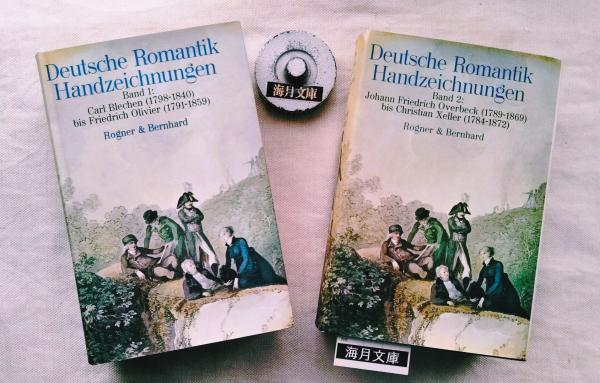 Deutsche Romantik
Handzeichnungen
Band 1:
Carl Blechen (1798-1840)
bis Friedrich Olivier (1791-1859)
Rogner & Bernhard
海月文庫
Deutsche Romantik
Handzeichnungen
Band 2:
Johann Friedrich Overbeck (1789-1869)
bis Christian Xeller (1784-1872)
Rogner & Bernhard
海月文庫